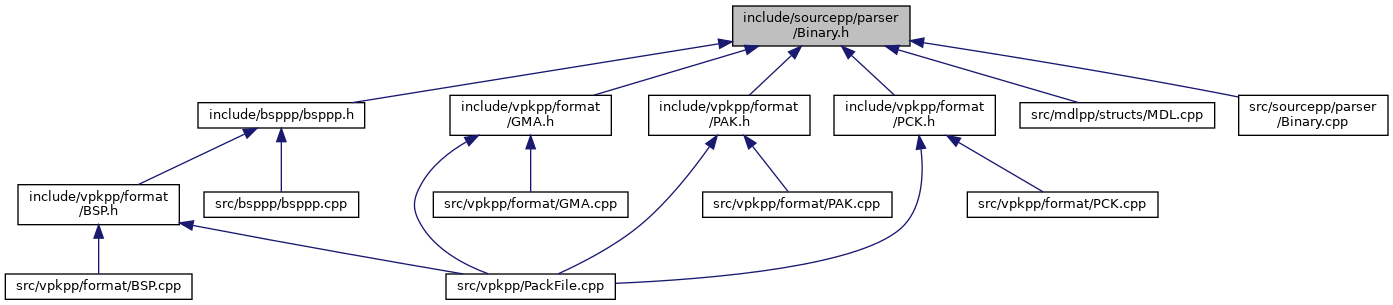 include/sourcepp/parser
/Binary.h
include/bsppp/bsppp.h
include/vpkpp/format
/GMA.h
include/vpkpp/format
/PAK.h
include/vpkpp/format
/PCK.h
src/mdlpp/structs/MDL.cpp
src/sourcepp/parser
/Binary.cpp
include/vpkpp/format
/BSP.h
src/bsppp/bsppp.cpp
src/vpkpp/format/GMA.cpp
src/vpkpp/format/PAK.cpp
src/vpkpp/format/PCK.cpp
src/vpkpp/format/BSP.cpp
src/vpkpp/PackFile.cpp